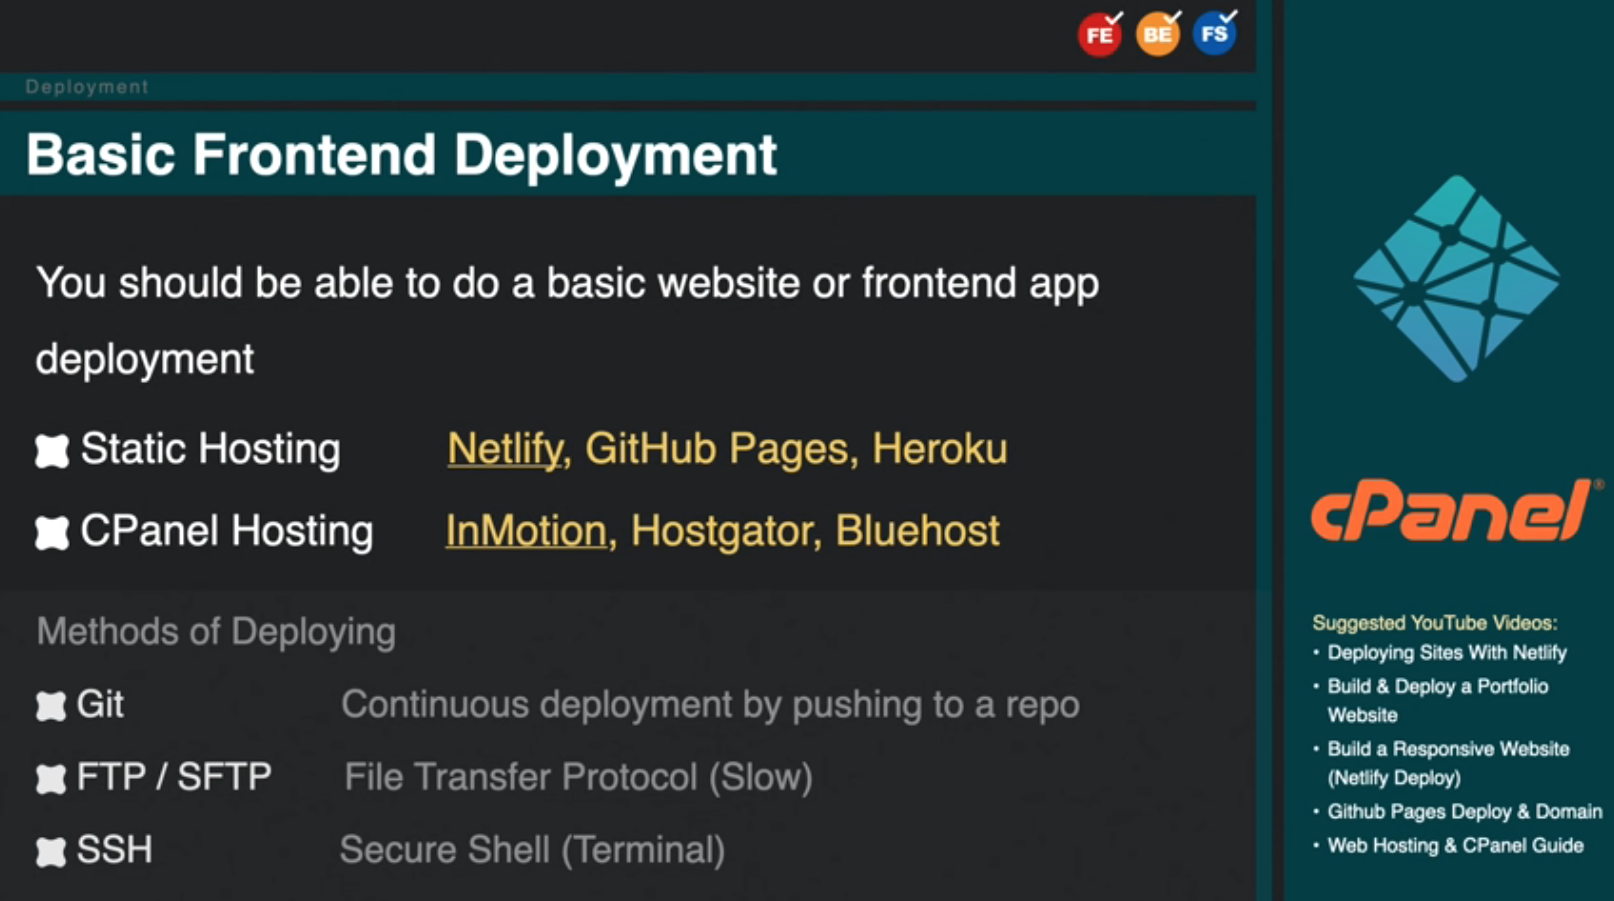 FE BE FS
Deployment
Basic Frontend Deployment
You should be able to do a basic website or frontend app
deployment
Static Hosting Netlify, GitHub Pages, Heroku
CPanel Hosting InMotion, Hostgator, Bluehost
Methods of Deploying
Git Continuous deployment by pushing to a repo
FTP / SFTP File Transfer Protocol (Slow)
SSH Secure Shell (Terminal)
cPanel®
Suggested YouTube Videos:
• Deploying Sites With Netlify
• Build & Deploy a Portfolio
Website
• Build a Responsive Website
(Netlify Deploy)
• Github Pages Deploy & Domain
• Web Hosting & CPanel Guide